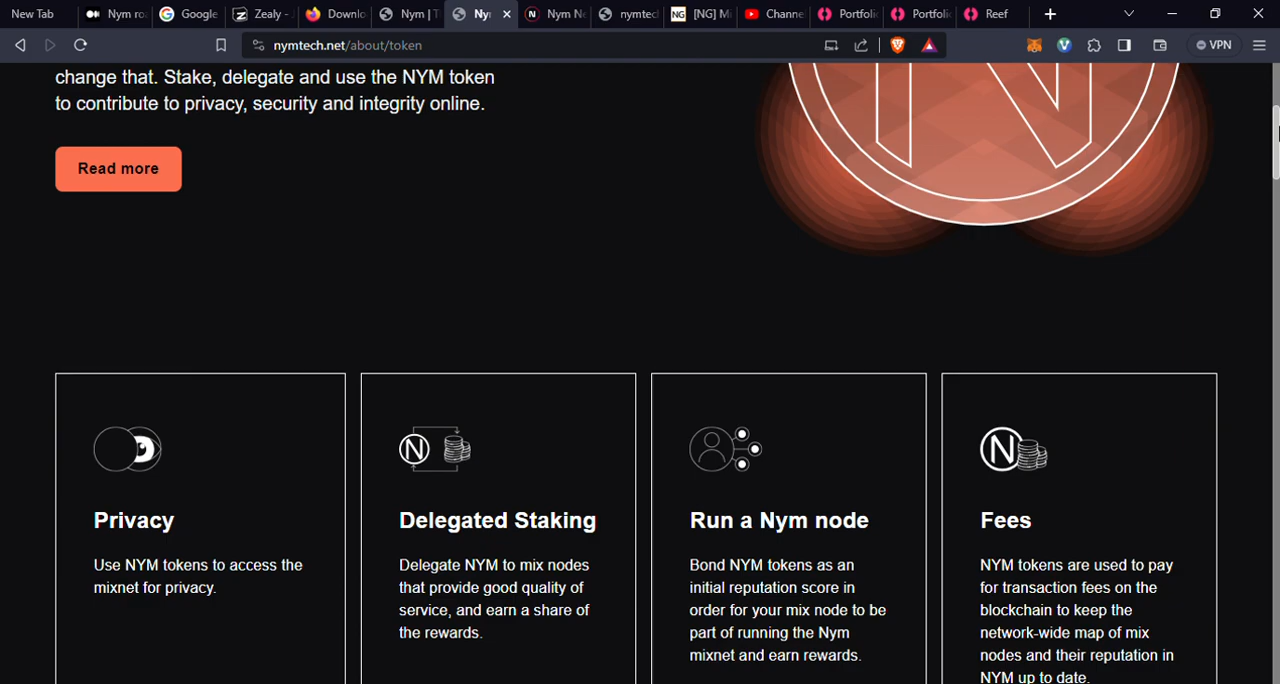 New Tab
Nym ro
Google
Zealy -
Downlo
Nym | T
Ny
Nym N
nymtec
NG
[NG] M
Channe
Portfoli
Portfoli
Reef
nymtech.net/about/token
VPN
change that. Stake, delegate and use the NYM token
to contribute to privacy, security and integrity online.
Read more
Privacy
Use NYM tokens to access the
mixnet for privacy.
Delegated Staking
Delegate NYM to mix nodes
that provide good quality of
service, and earn a share of
the rewards.
Run a Nym node
Bond NYM tokens as an
initial reputation score in
order for your mix node to be
part of running the Nym
mixnet and earn rewards.
Fees
NYM tokens are used to pay
for transaction fees on the
blockchain to keep the
network-wide map of mix
nodes and their reputation in
NYM up to date.